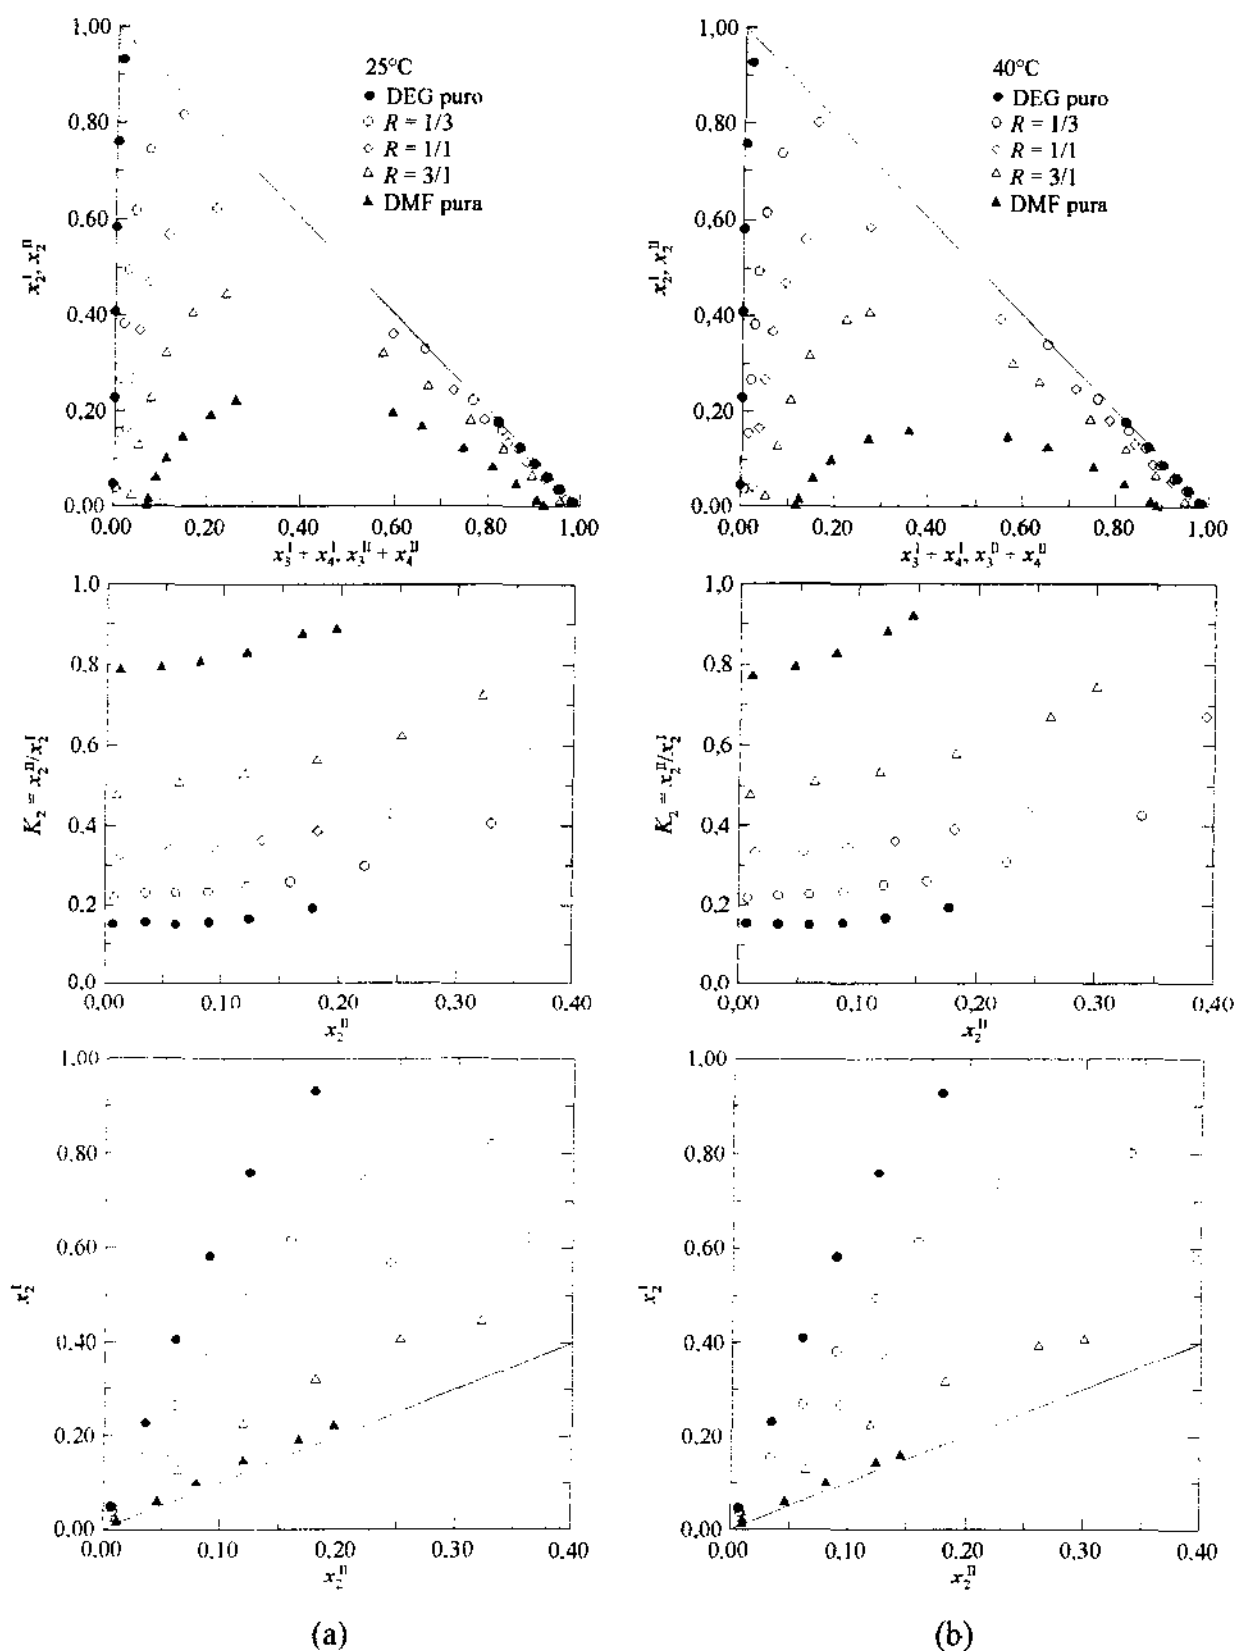 1,00
0,80
0,60
0,40
0,20
0.00
x₂ᴵ, x₂ᴵᴵ
25°C
● DEG puro
○ R = 1/3
◇ R = 1/1
△ R = 3/1
▲ DMF pura
0.00 0,20 0,40 0,60 0,80 1,00
x₃ᴵ + x₄ᴵ, x₃ᴵᴵ + x₄ᴵᴵ
1,00
0,80
0,60
0,40
0,20
0.00
x₂ᴵ, x₂ᴵᴵ
40°C
● DEG puro
○ R = 1/3
◇ R = 1/1
△ R = 3/1
▲ DMF pura
0.00 0,20 0,40 0,60 0,80 1,00
x₃ᴵ + x₄ᴵ, x₃ᴵᴵ + x₄ᴵᴵ
1,0
0,8
0,6
0,4
0,2
0,0
K₂ = x₂ᴵᴵ/x₂ᴵ
0.00 0,10 0,20 0,30 0,40
x₂ᴵᴵ
1,0
0,8
0,6
0,4
0,2
0,0
K₂ = x₂ᴵᴵ/x₂ᴵ
0,00 0,10 0,20 0,30 0,40
x₂ᴵᴵ
1,00
0,80
0,60
0,40
0,20
0,00
x₂ᴵ
0.00 0,10 0,20 0,30 0,40
x₂ᴵᴵ
(a)
1,00
0,80
0,60
0,40
0,20
0,00
x₂ᴵ
0.00 0,10 0,20 0,30 0,40
x₂ᴵᴵ
(b)